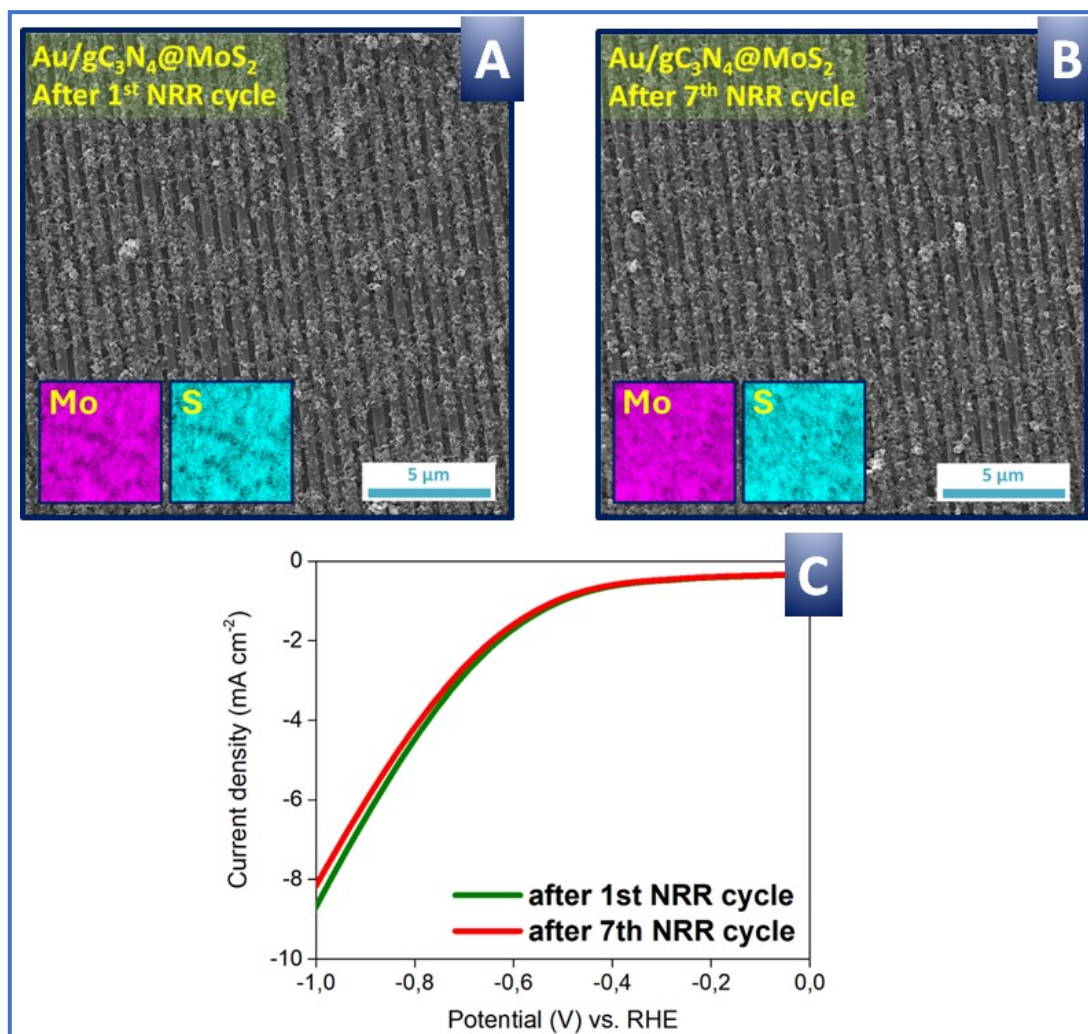 Au/gC₃N₄@MoS₂
After 1ˢᵗ NRR cycle
A
Mo
S
5 µm
Au/gC₃N₄@MoS₂
After 7ᵗʰ NRR cycle
B
Mo
S
5 µm
C
0
-2
-4
-6
-8
-10
Current density (mA cm⁻²)
after 1st NRR cycle
after 7th NRR cycle
-1,0
-0,8
-0,6
-0,4
-0,2
0,0
Potential (V) vs. RHE